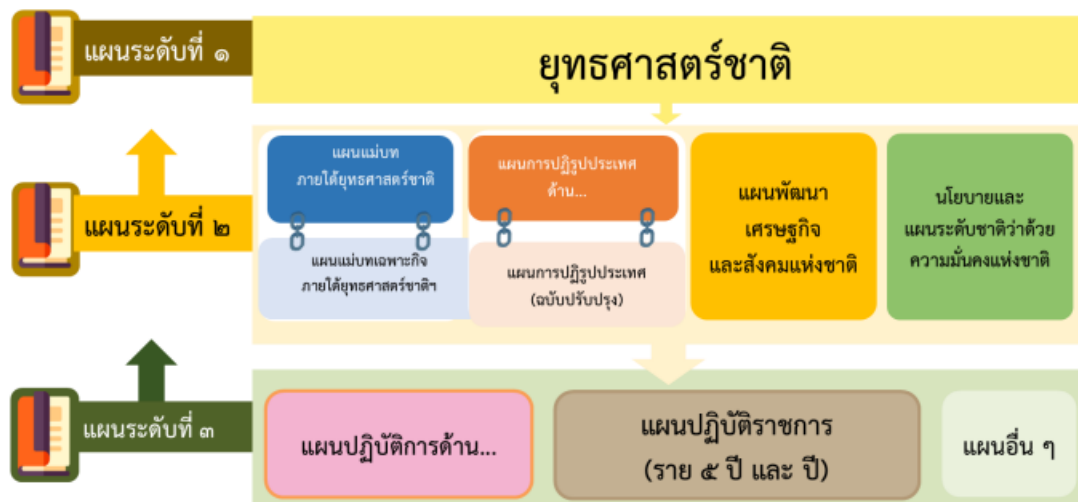 แผนระดับที่ ๑
ยุทธศาสตร์ชาติ
แผนระดับที่ ๒
แผนแม่บท
ภายใต้ยุทธศาสตร์ชาติ
แผนแม่บทเฉพาะกิจ
ภายใต้ยุทธศาสตร์ชาติฯ
แผนการปฏิรูปประเทศ
ด้าน...
แผนการปฏิรูปประเทศ
(ฉบับปรับปรุง)
แผนพัฒนา
เศรษฐกิจ
และสังคมแห่งชาติ
นโยบายและ
แผนระดับชาติว่าด้วย
ความมั่นคงแห่งชาติ
แผนระดับที่ ๓
แผนปฏิบัติการด้าน...
แผนปฏิบัติราชการ
(ราย ๕ ปี และ ปี)
แผนอื่น ๆ